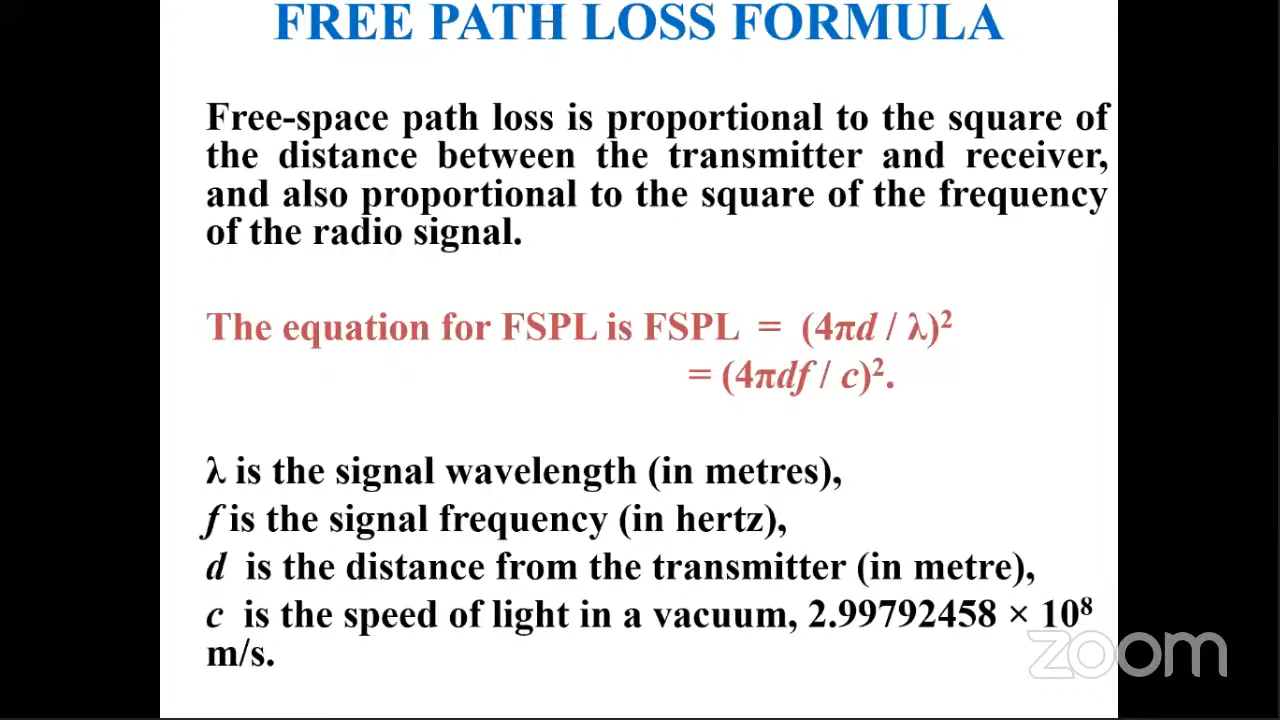 FREE PATH LOSS FORMULA
Free-space path loss is proportional to the square of
the distance between the transmitter and receiver,
and also proportional to the square of the frequency
of the radio signal.
The equation for FSPL is FSPL = (4πd / λ)²
= (4πdf / c)².
λ is the signal wavelength (in metres),
f is the signal frequency (in hertz),
d is the distance from the transmitter (in metre),
c is the speed of light in a vacuum, 2.99792458 × 10⁸
m/s.
zoom